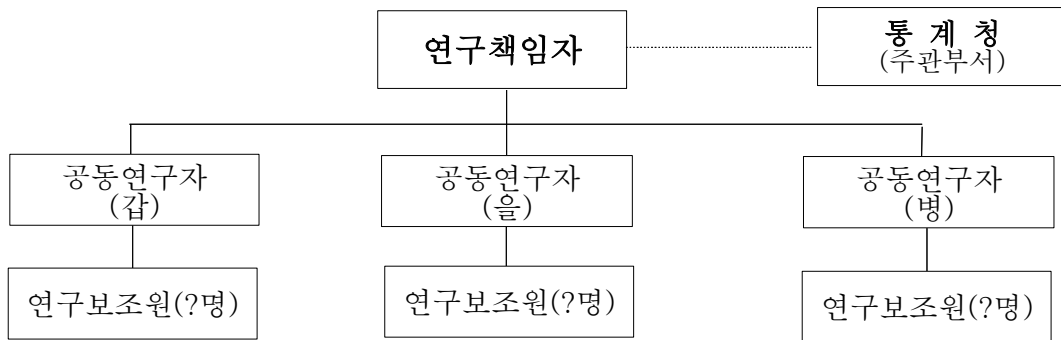 연구책임자
통 계 청
(주관부서)
공동연구자
(갑)
공동연구자
(을)
공동연구자
(병)
연구보조원(?명)
연구보조원(?명)
연구보조원(?명)